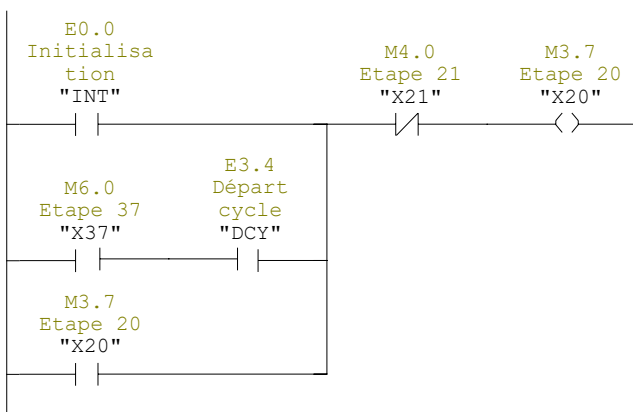 E0.0
Initialisa
tion
"INT"
M4.0
Etape 21
"X21"
M3.7
Etape 20
"X20"
M6.0
Etape 37
"X37"
E3.4
Départ
cycle
"DCY"
M3.7
Etape 20
"X20"